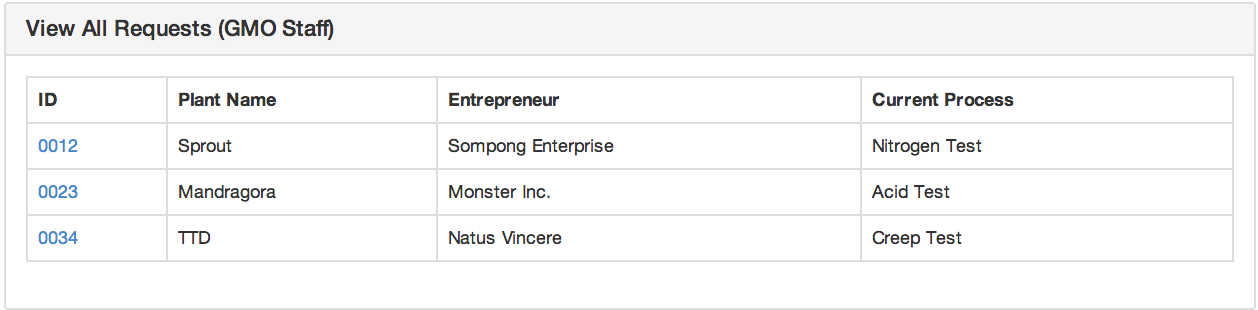 View All Requests (GMO Staff)
ID Plant Name Entrepreneur Current Process
0012 Sprout Sompong Enterprise Nitrogen Test
0023 Mandragora Monster Inc. Acid Test
0034 TTD Natus Vincere Creep Test